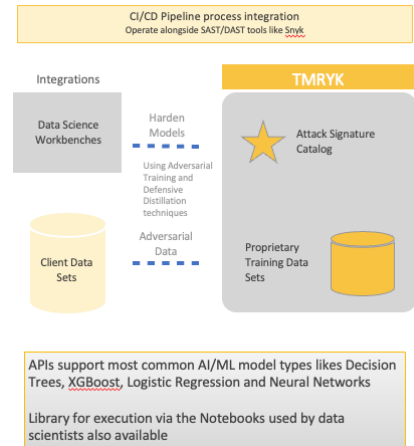 CI/CD Pipeline process integration
Operate alongside SAST/DAST tools like Snyk
Integrations
TMRYK
Data Science
Workbenches
Harden
Models
Attack Signature
Catalog
Using Adversarial
Training and
Defensive
Distillation
techniques
Adversarial
Data
Client Data
Sets
Proprietary
Training Data
Sets
APIs support most common AI/ML model types likes Decision
Trees, XGBoost, Logistic Regression and Neural Networks
Library for execution via the Notebooks used by data
scientists also available